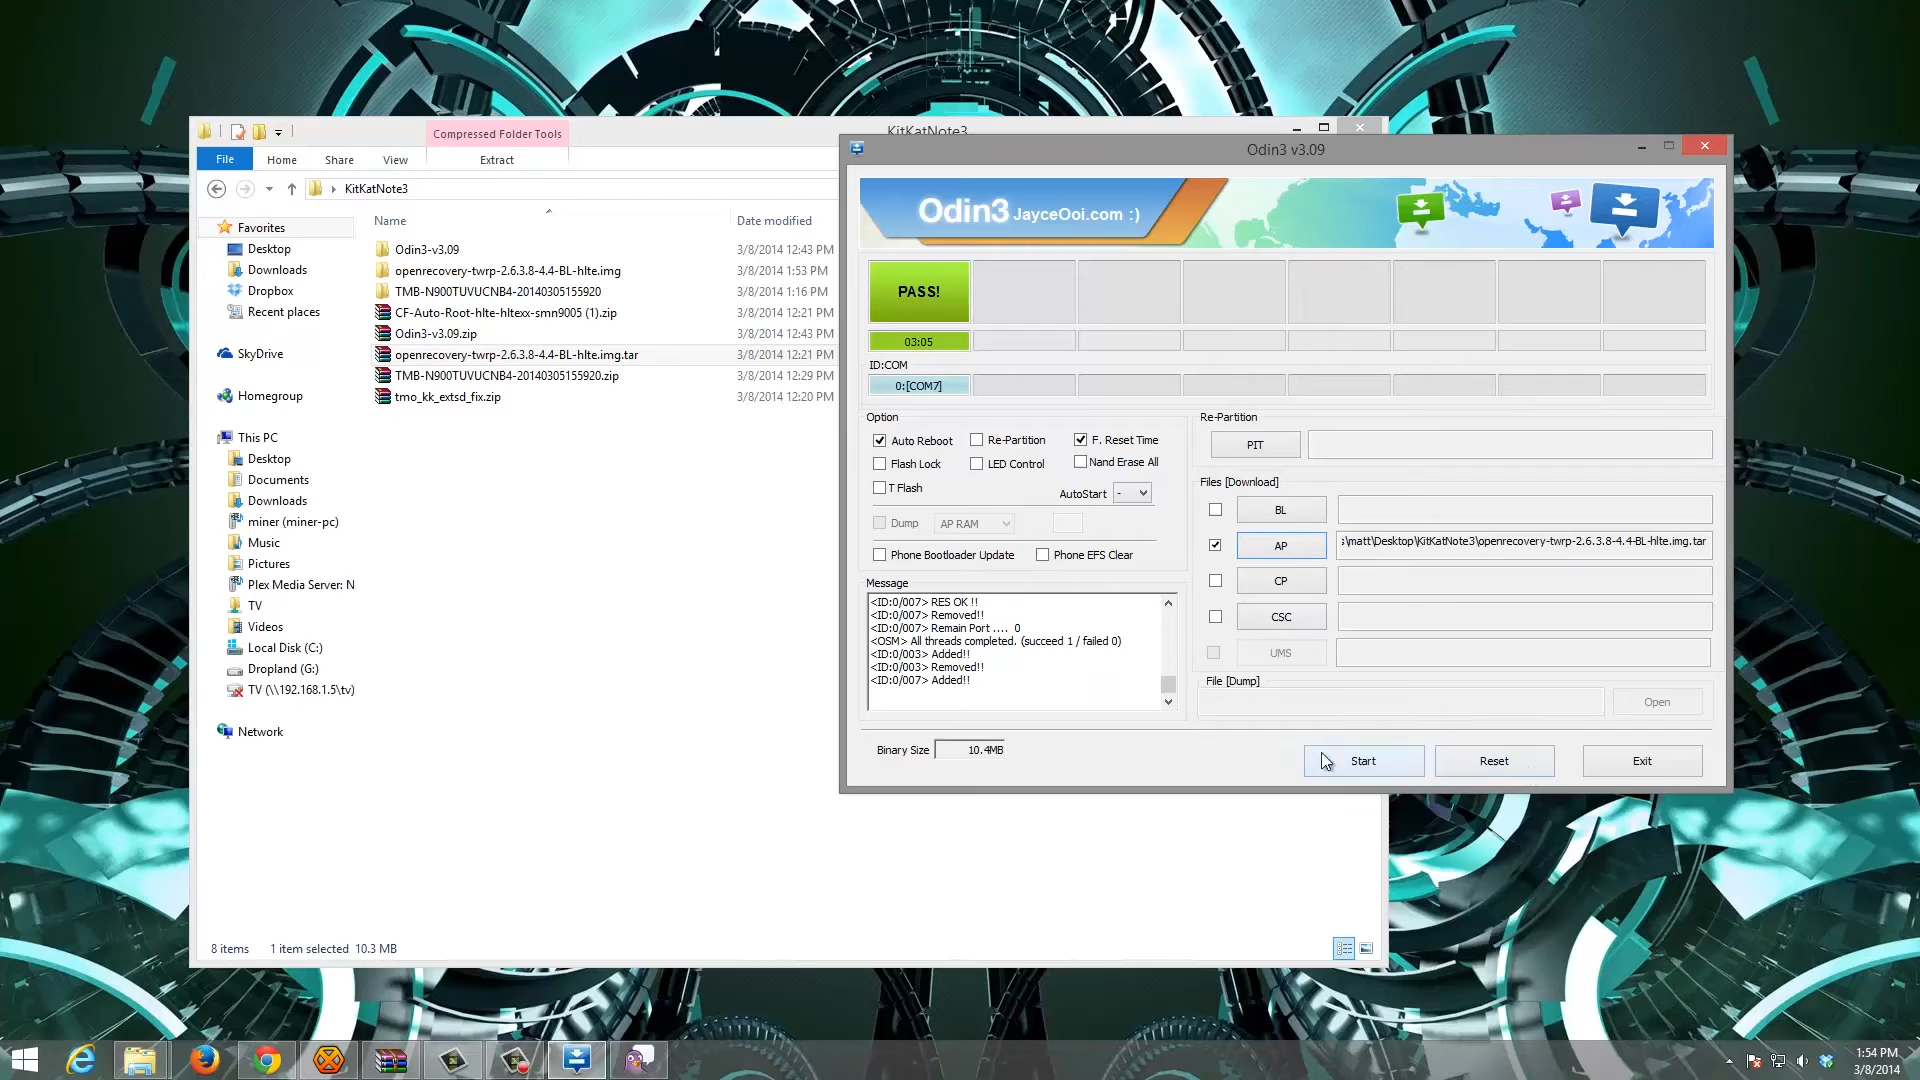 Compressed Folder Tools
KitKatNote3
File
Home
Share
View
Extract
KitKatNote3
Name
Date modified
Favorites
Desktop
Downloads
Dropbox
Recent places
SkyDrive
Homegroup
This PC
Desktop
Documents
Downloads
miner (miner-pc)
Music
Pictures
Plex Media Server: N
TV
Videos
Local Disk (C:)
Dropland (G:)
TV (\\192.168.1.5\tv)
Network
Odin3-v3.09 3/8/2014 12:43 PM
openrecovery-twrp-2.6.3.8-4.4-BL-hlte.img 3/8/2014 1:53 PM
TMB-N900TUVUCNB4-20140305155920 3/8/2014 1:16 PM
CF-Auto-Root-hlte-hltexx-smn9005 (1).zip 3/8/2014 12:21 PM
Odin3-v3.09.zip 3/8/2014 12:43 PM
openrecovery-twrp-2.6.3.8-4.4-BL-hlte.img.tar 3/8/2014 12:21 PM
TMB-N900TUVUCNB4-20140305155920.zip 3/8/2014 12:29 PM
tmo_kk_extsd_fix.zip 3/8/2014 12:20 PM
8 items 1 item selected 10.3 MB
Odin3 v3.09
Odin3 JayceOoi.com :)
PASS!
03:05
ID:COM
0:[COM7]
Option
Auto Reboot
Re-Partition
F. Reset Time
Flash Lock
LED Control
Nand Erase All
T Flash
AutoStart -
Dump
AP RAM
Phone Bootloader Update
Phone EFS Clear
Message
<ID:0/007> RES OK !!
<ID:0/007> Removed!!
<ID:0/007> Remain Port .... 0
<OSM> All threads completed. (succeed 1 / failed 0)
<ID:0/003> Added!!
<ID:0/003> Removed!!
<ID:0/007> Added!!
Binary Size 10.4MB
Re-Partition
PIT
Files [Download]
BL
AP
:\matt\Desktop\KitKatNote3\openrecovery-twrp-2.6.3.8-4.4-BL-hlte.img.tar
CP
CSC
UMS
File [Dump]
Open
Start
Reset
Exit
1:54 PM
3/8/2014